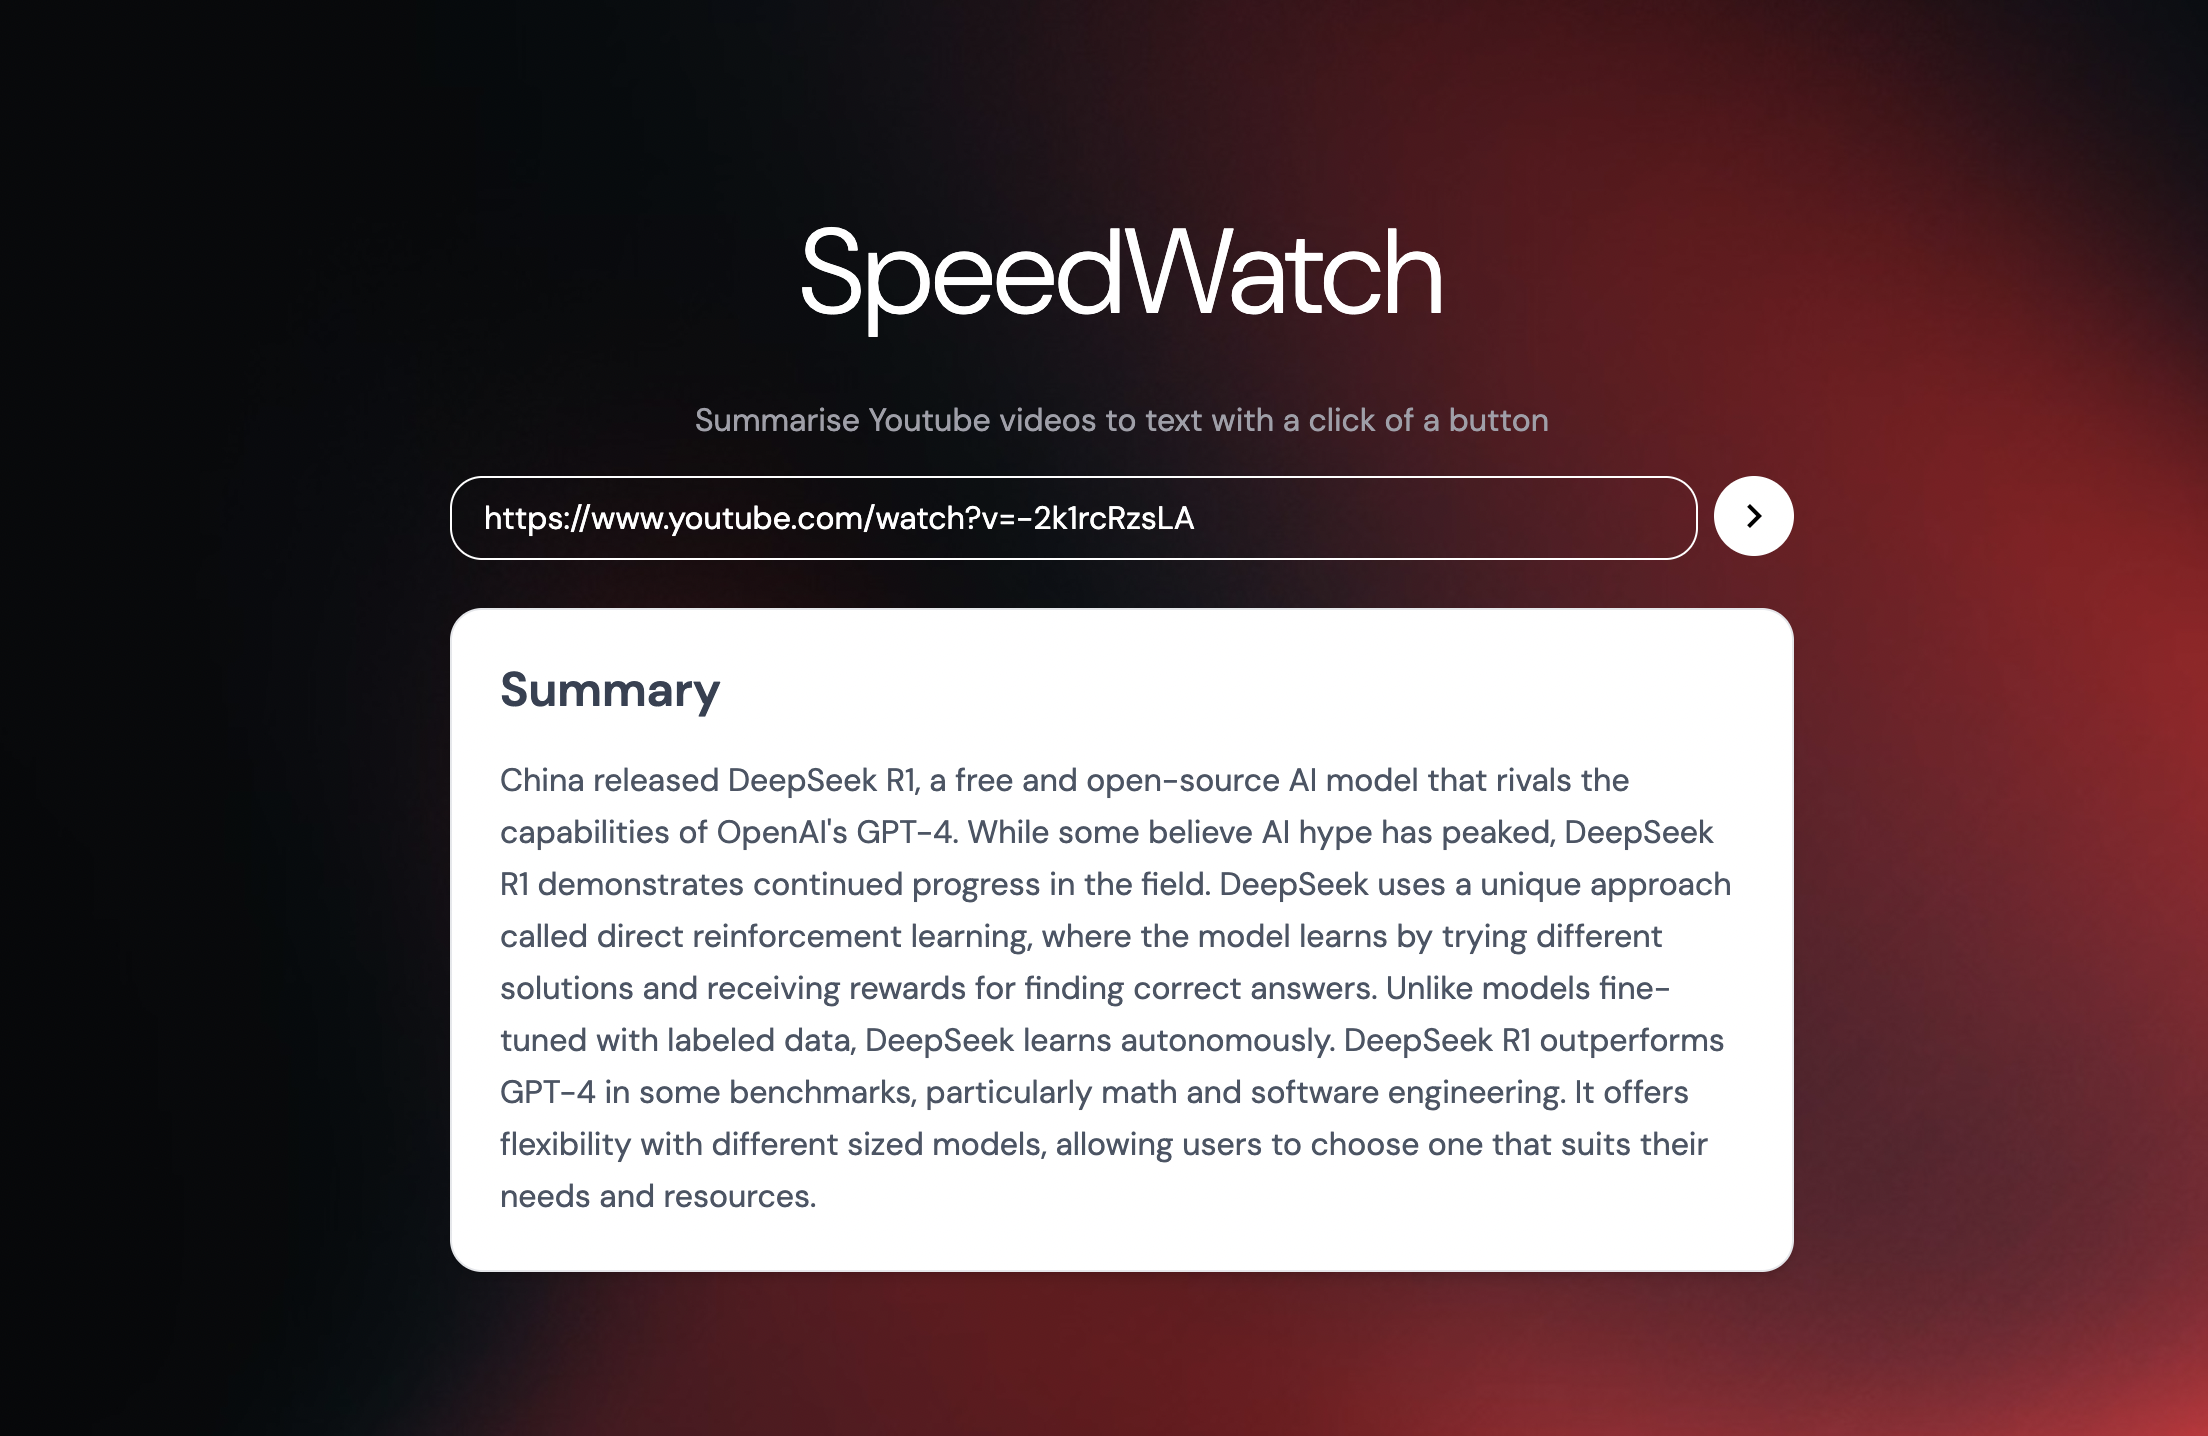 SpeedWatch
Summarise Youtube videos to text with a click of a button
https://www.youtube.com/watch?v=-2k1rcRzsLA
Summary
China released DeepSeek R1, a free and open-source AI model that rivals the
capabilities of OpenAI's GPT-4. While some believe AI hype has peaked, DeepSeek
R1 demonstrates continued progress in the field. DeepSeek uses a unique approach
called direct reinforcement learning, where the model learns by trying different
solutions and receiving rewards for finding correct answers. Unlike models fine-
tuned with labeled data, DeepSeek learns autonomously. DeepSeek R1 outperforms
GPT-4 in some benchmarks, particularly math and software engineering. It offers
flexibility with different sized models, allowing users to choose one that suits their
needs and resources.